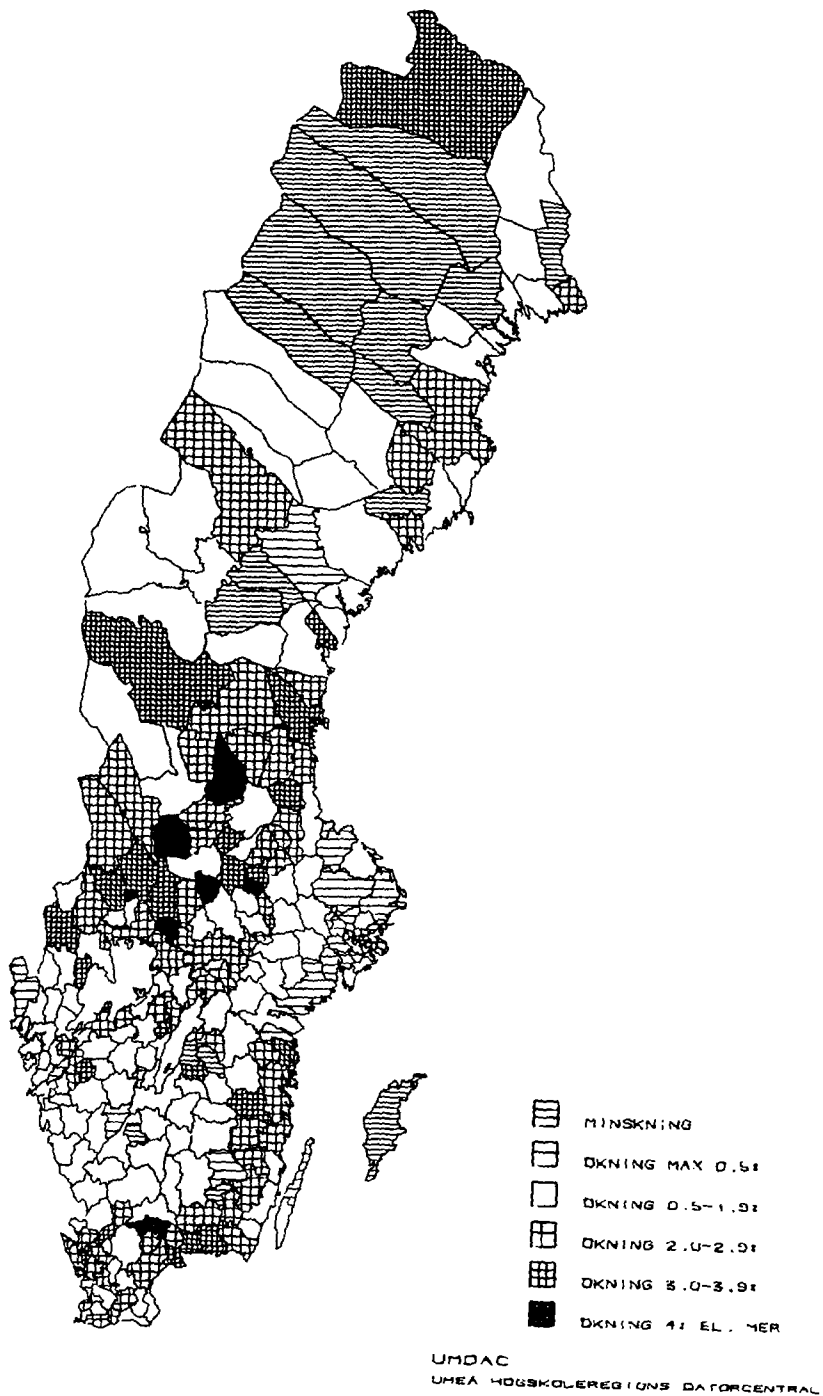 MINSKNING
ÖKNING MAX 0.5%
ÖKNING 0.5-1.9%
ÖKNING 2.0-2.9%
ÖKNING 3.0-3.9%
ÖKNING 4% EL. MER
UMDAC
UMEÅ HÖGSKOLEREGIONS DATORCENTRAL